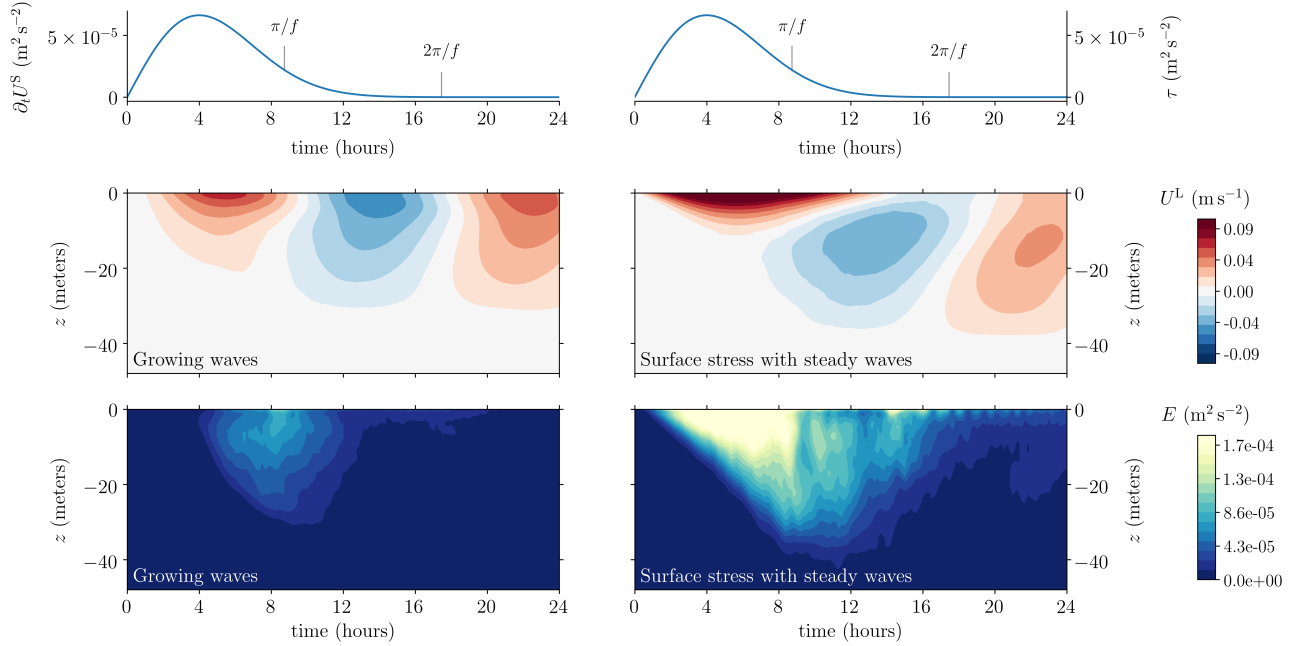 ∂ₜUˢ (m² s⁻²)
5 × 10⁻⁵
0
π/f
2π/f
0 4 8 12 16 20 24
time (hours)
π/f
2π/f
5 × 10⁻⁵
0
τ (m² s⁻²)
0 4 8 12 16 20 24
time (hours)
z (meters)
0
−20
−40
Growing waves
Surface stress with steady waves
0
−20
−40
z (meters)
Uᴸ (m s⁻¹)
0.09
0.04
0.00
-0.04
-0.09
z (meters)
0
−20
−40
Growing waves
0 4 8 12 16 20 24
time (hours)
Surface stress with steady waves
0 4 8 12 16 20 24
time (hours)
0
−20
−40
z (meters)
E (m² s⁻²)
1.7e-04
1.3e-04
8.6e-05
4.3e-05
0.0e+00